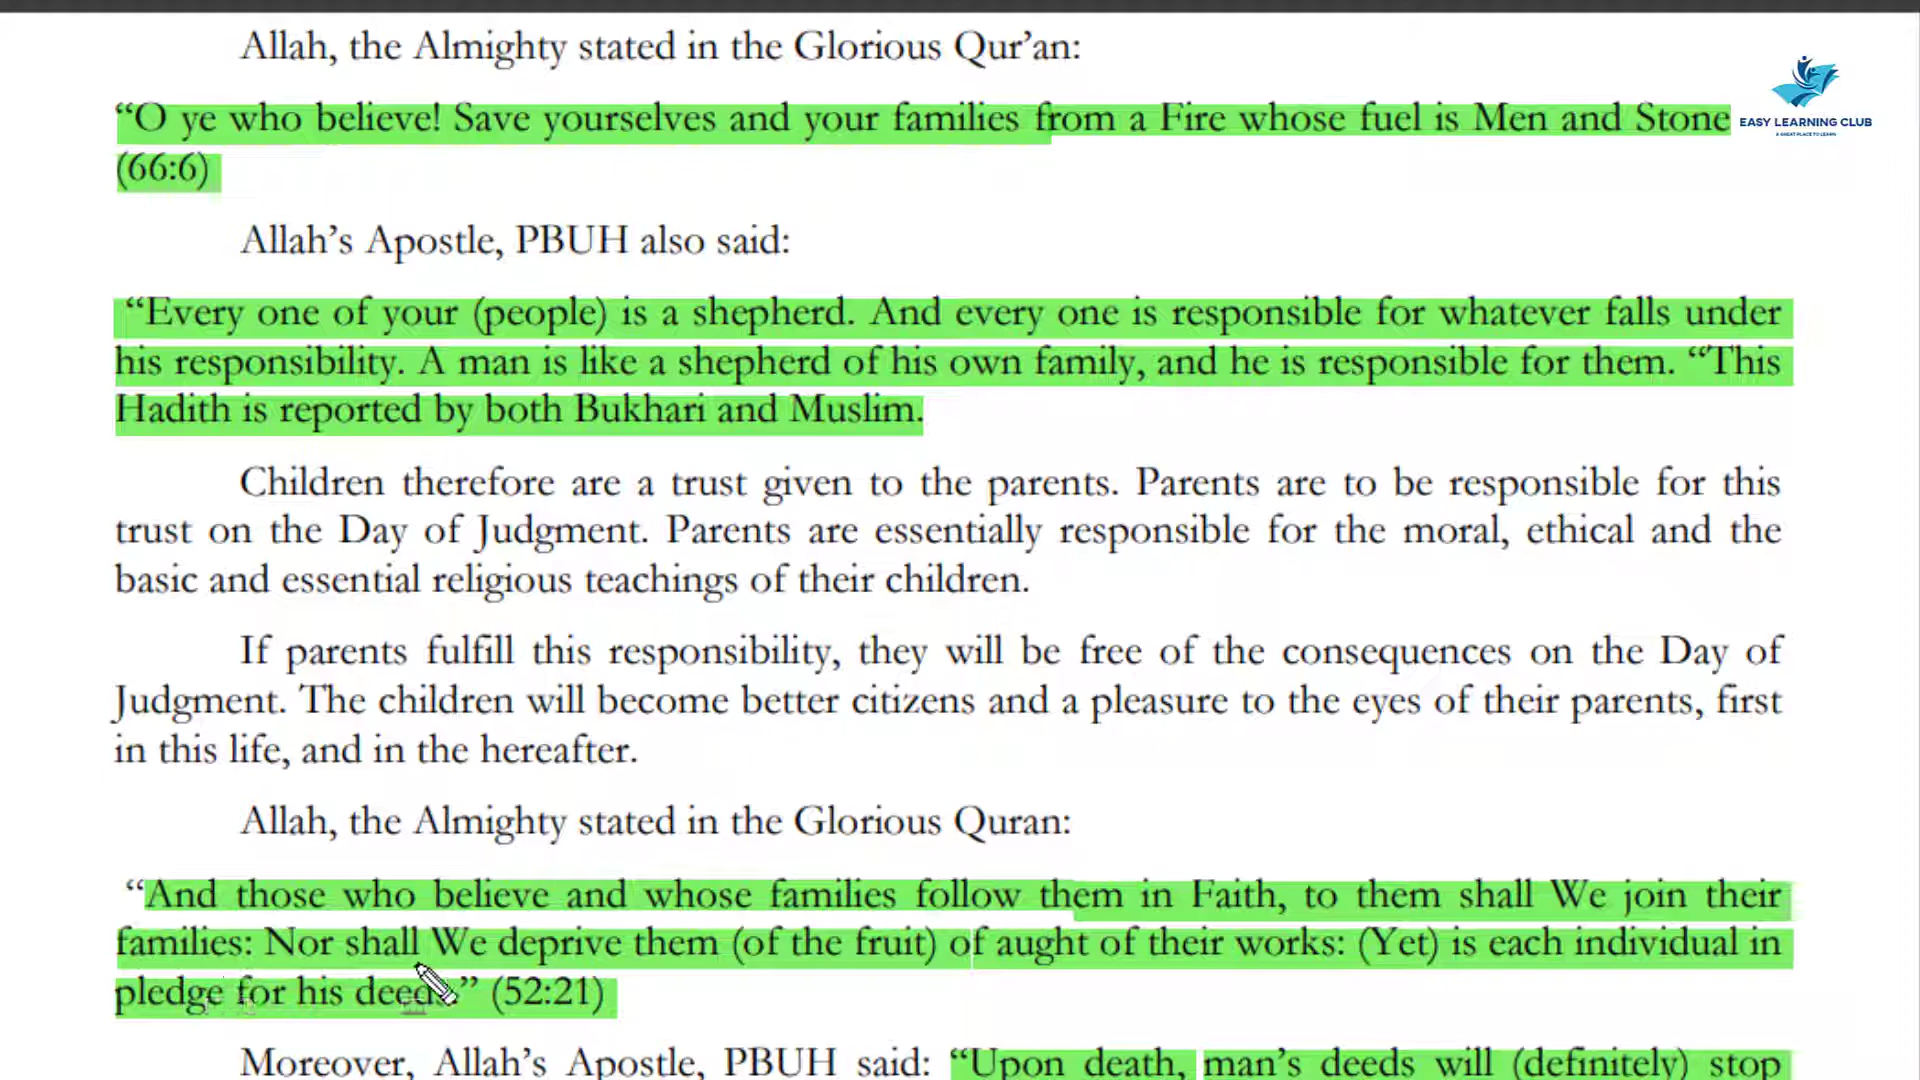 Allah, the Almighty stated in the Glorious Qur’an:
“O ye who believe! Save yourselves and your families from a Fire whose fuel is Men and Stone
(66:6)
EASY LEARNING CLUB
A GREAT PLACE TO LEARN
Allah’s Apostle, PBUH also said:
“Every one of your (people) is a shepherd. And every one is responsible for whatever falls under
his responsibility. A man is like a shepherd of his own family, and he is responsible for them. “This
Hadith is reported by both Bukhari and Muslim.
Children therefore are a trust given to the parents. Parents are to be responsible for this
trust on the Day of Judgment. Parents are essentially responsible for the moral, ethical and the
basic and essential religious teachings of their children.
If parents fulfill this responsibility, they will be free of the consequences on the Day of
Judgment. The children will become better citizens and a pleasure to the eyes of their parents, first
in this life, and in the hereafter.
Allah, the Almighty stated in the Glorious Quran:
“And those who believe and whose families follow them in Faith, to them shall We join their
families: Nor shall We deprive them (of the fruit) of aught of their works: (Yet) is each individual in
pledge for his deeds.” (52:21)
Moreover, Allah’s Apostle, PBUH said: “Upon death, man’s deeds will (definitely) stop